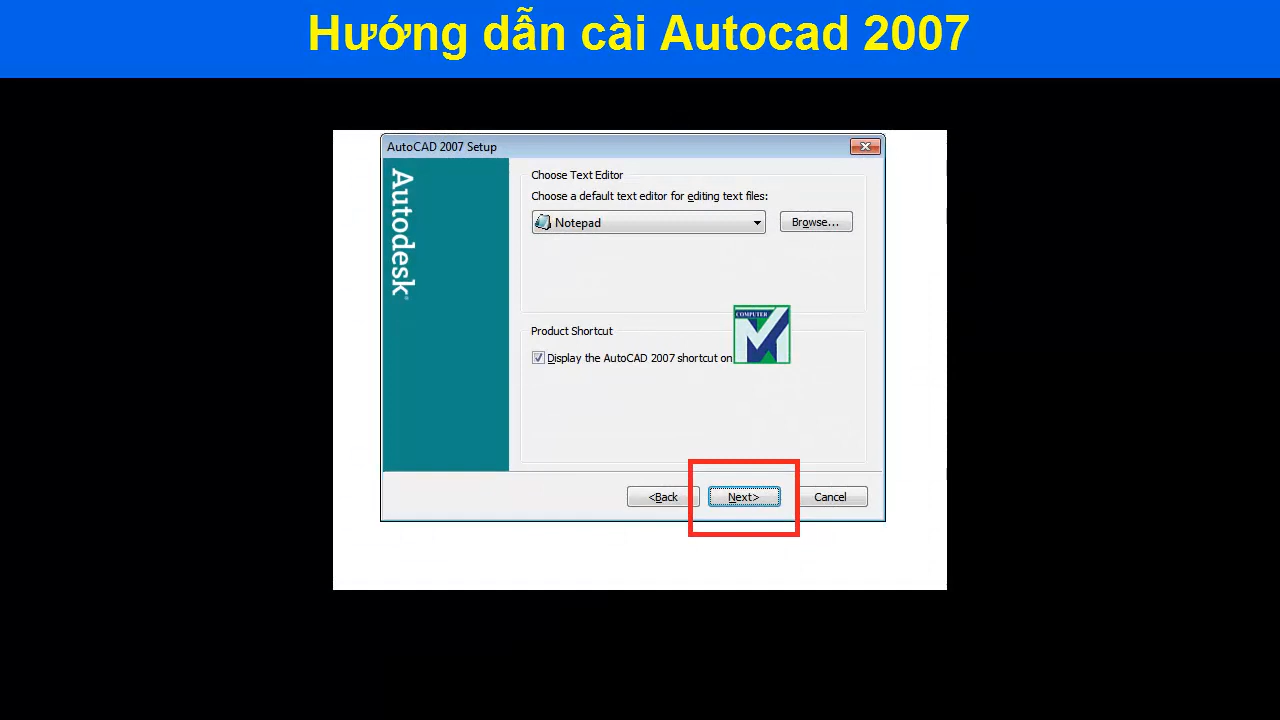 Hướng dẫn cài Autocad 2007
AutoCAD 2007 Setup
Autodesk®
Choose Text Editor
Choose a default text editor for editing text files:
Notepad
Browse...
COMPUTER
Product Shortcut
Display the AutoCAD 2007 shortcut on
<Back
Next>
Cancel